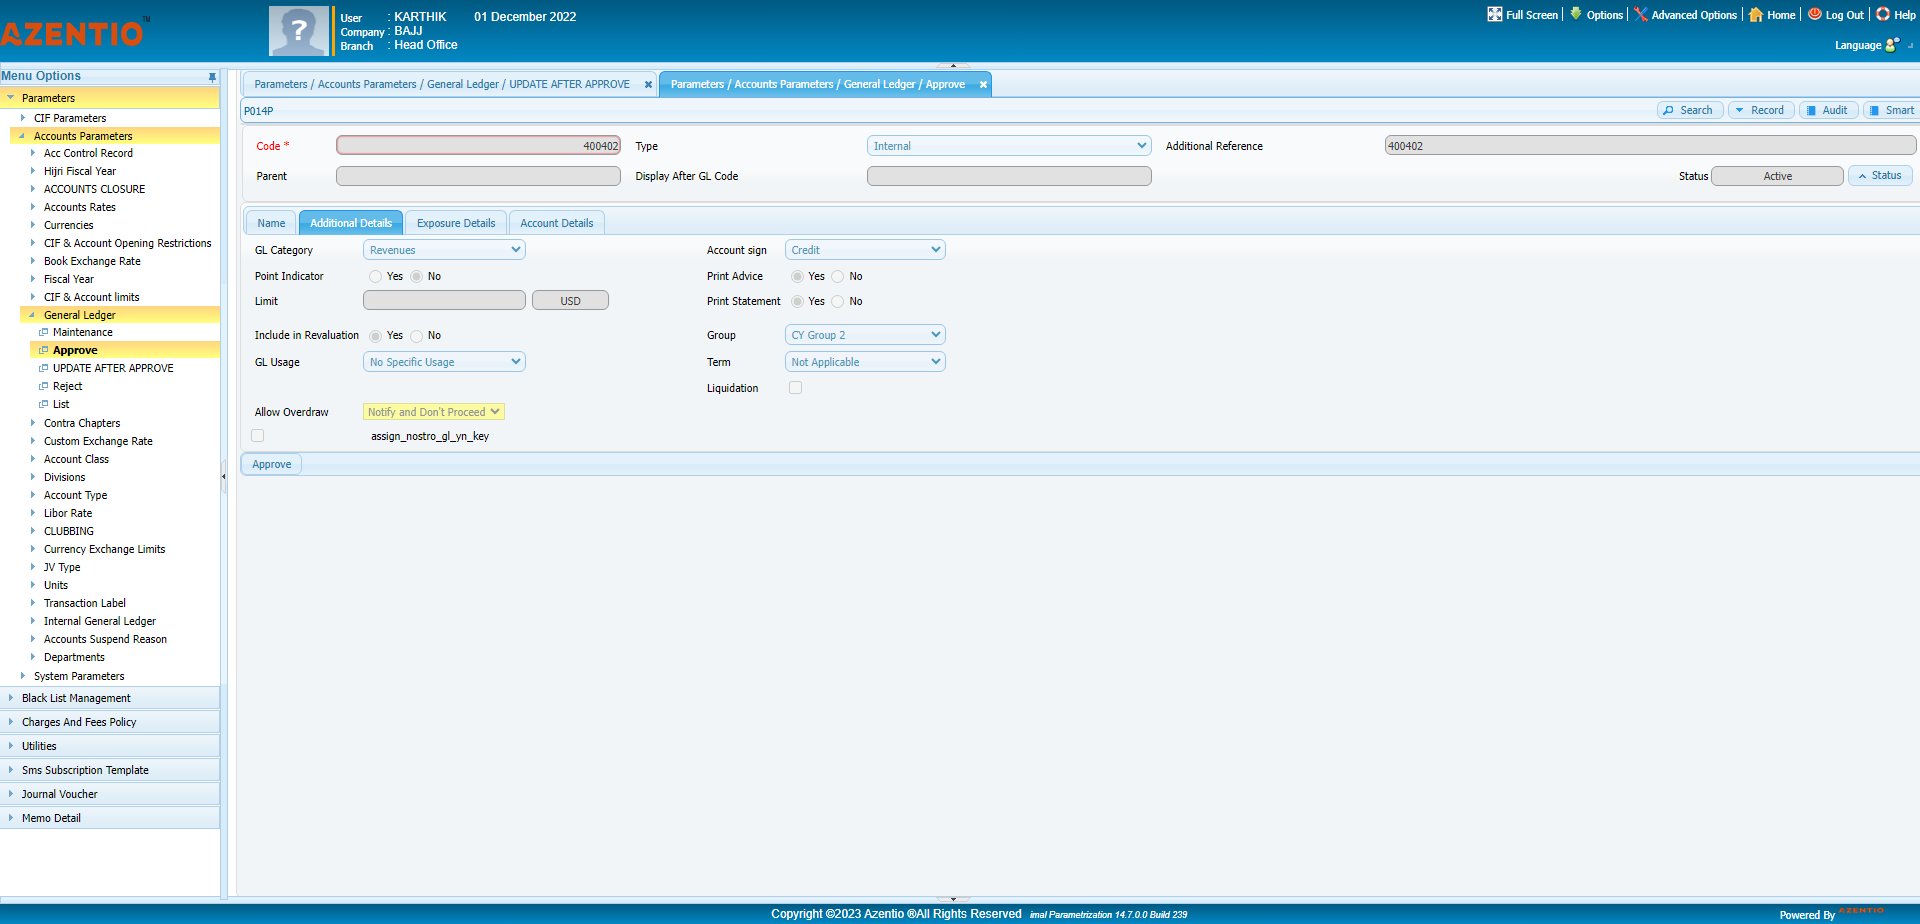 AZENTIO™
User : KARTHIK 01 December 2022
Company : BAJJ
Branch : Head Office
Full Screen Options Advanced Options Home Log Out Help
Language
Menu Options
Parameters
CIF Parameters
Accounts Parameters
Acc Control Record
Hijri Fiscal Year
ACCOUNTS CLOSURE
Accounts Rates
Currencies
CIF & Account Opening Restrictions
Book Exchange Rate
Fiscal Year
CIF & Account limits
General Ledger
Maintenance
Approve
UPDATE AFTER APPROVE
Reject
List
Contra Chapters
Custom Exchange Rate
Account Class
Divisions
Account Type
Libor Rate
CLUBBING
Currency Exchange Limits
JV Type
Units
Transaction Label
Internal General Ledger
Accounts Suspend Reason
Departments
System Parameters
Black List Management
Charges And Fees Policy
Utilities
Sms Subscription Template
Journal Voucher
Memo Detail
Parameters / Accounts Parameters / General Ledger / UPDATE AFTER APPROVE Parameters / Accounts Parameters / General Ledger / Approve
P014P Search Record Audit Smart
Code * 400402 Type Internal Additional Reference 400402
Parent Display After GL Code Status Active Status
Name Additional Details Exposure Details Account Details
GL Category Revenues Account sign Credit
Point Indicator Yes No Print Advice Yes No
Limit USD Print Statement Yes No
Include in Revaluation Yes No Group CY Group 2
GL Usage No Specific Usage Term Not Applicable
Liquidation
Allow Overdraw Notify and Don't Proceed
assign_nostro_gl_yn_key
Approve
Copyright ©2023 Azentio ®All Rights Reserved imal Parametrization 14.7.0.0 Build 239
Powered By AZENTIO